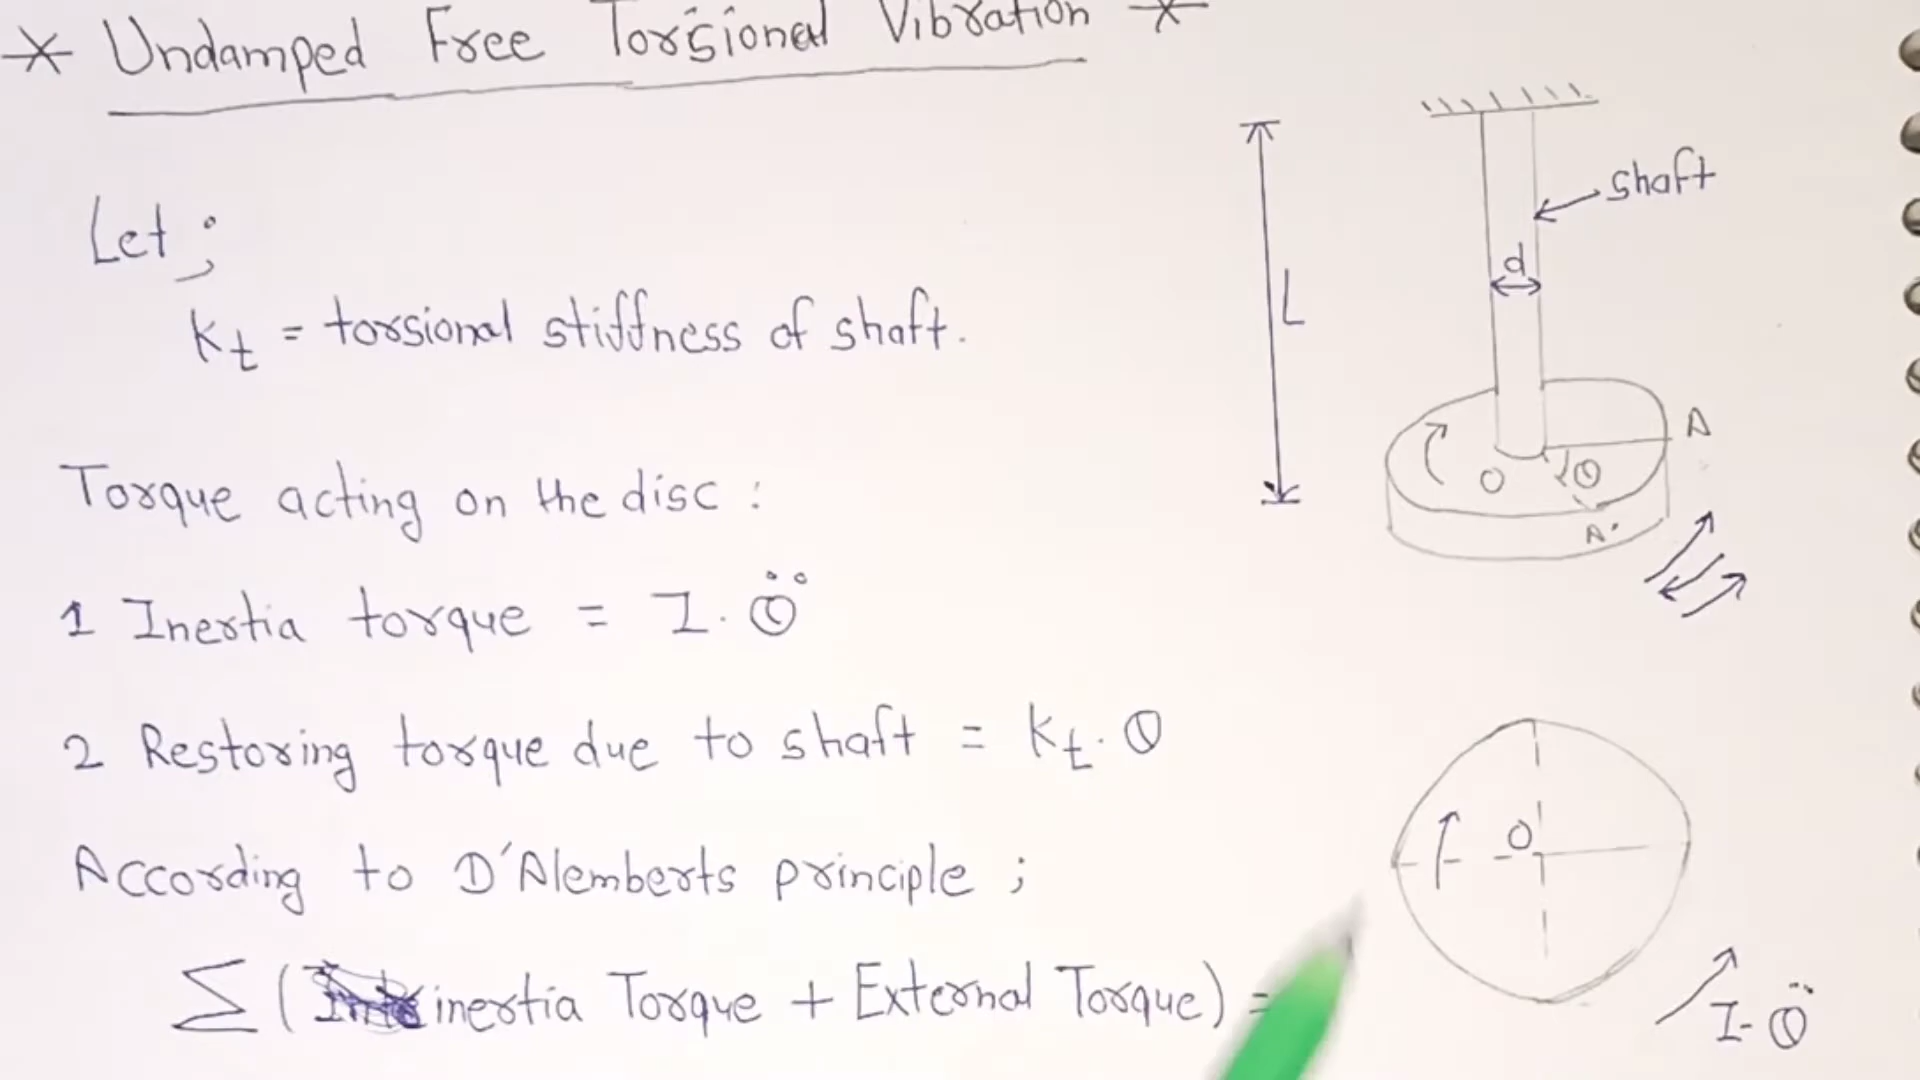 * Undamped Free Torsional Vibration *
Let ;
Kt = torsional stiffness of shaft.
Torque acting on the disc :
1 Inertia torque = I. θ̈
2 Restoring torque due to shaft = Kt. θ
According to D'Alemberts principle ;
Σ ( inertia Torque + External Torque) =
shaft
d
L
A
O
θ
A'
O
I- θ̈